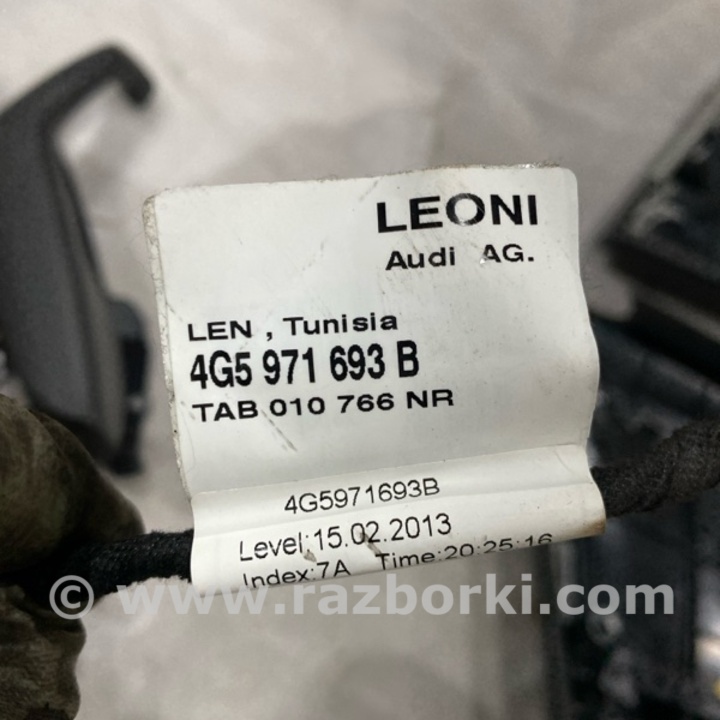 LEONI
Audi AG.
LEN , Tunisia
4G5 971 693 B
TAB 010 766 NR
4G5971693B
Level:15.02.2013
Index:7A Time:20:25:16
© www.razborki.com